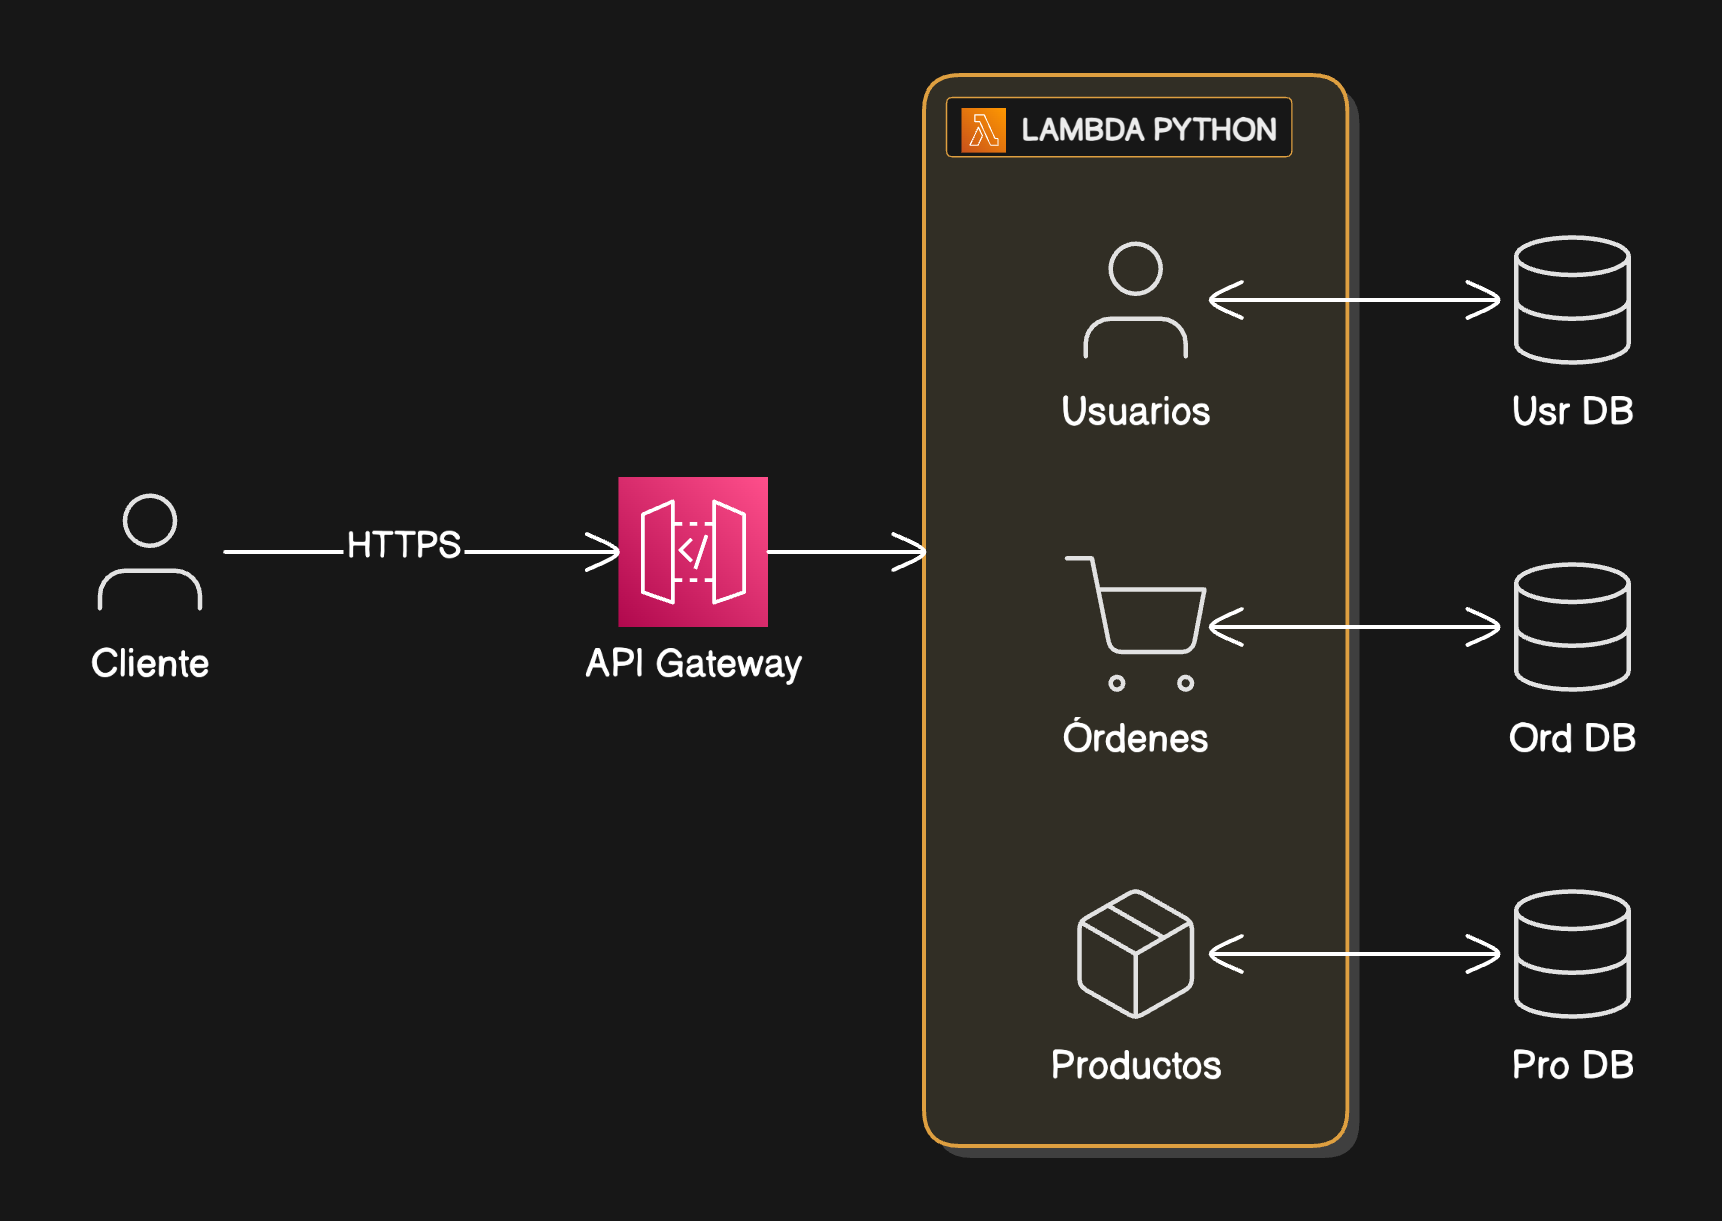 LAMBDA PYTHON
Usuarios
Usr DB
HTTPS
Cliente
API Gateway
Órdenes
Ord DB
Productos
Pro DB